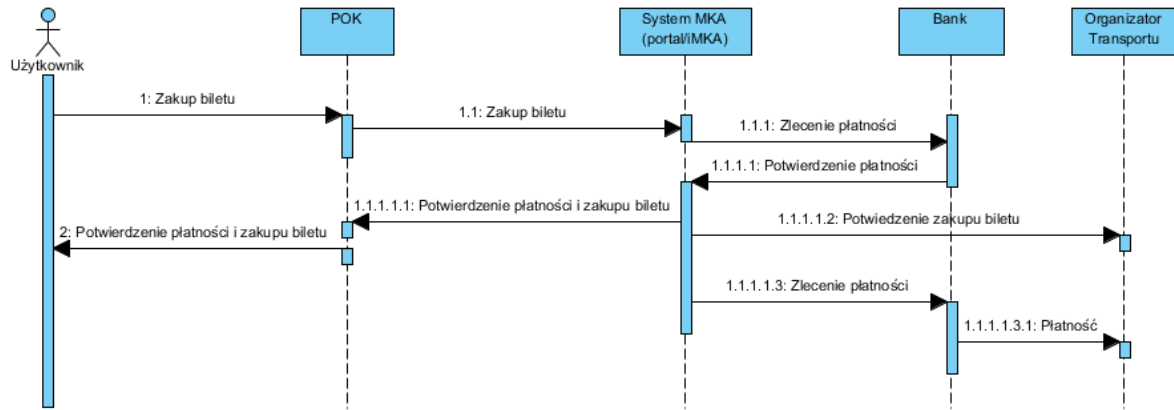 Użytkownik
POK
System MKA
(portal/iMKA)
Bank
Organizator
Transportu
1: Zakup biletu
1.1: Zakup biletu
1.1.1: Zlecenie płatności
1.1.1.1: Potwierdzenie płatności
1.1.1.1.1: Potwierdzenie płatności i zakupu biletu
1.1.1.1.2: Potwiedzenie zakupu biletu
2: Potwierdzenie płatności i zakupu biletu
1.1.1.1.3: Zlecenie płatności
1.1.1.1.3.1: Płatność